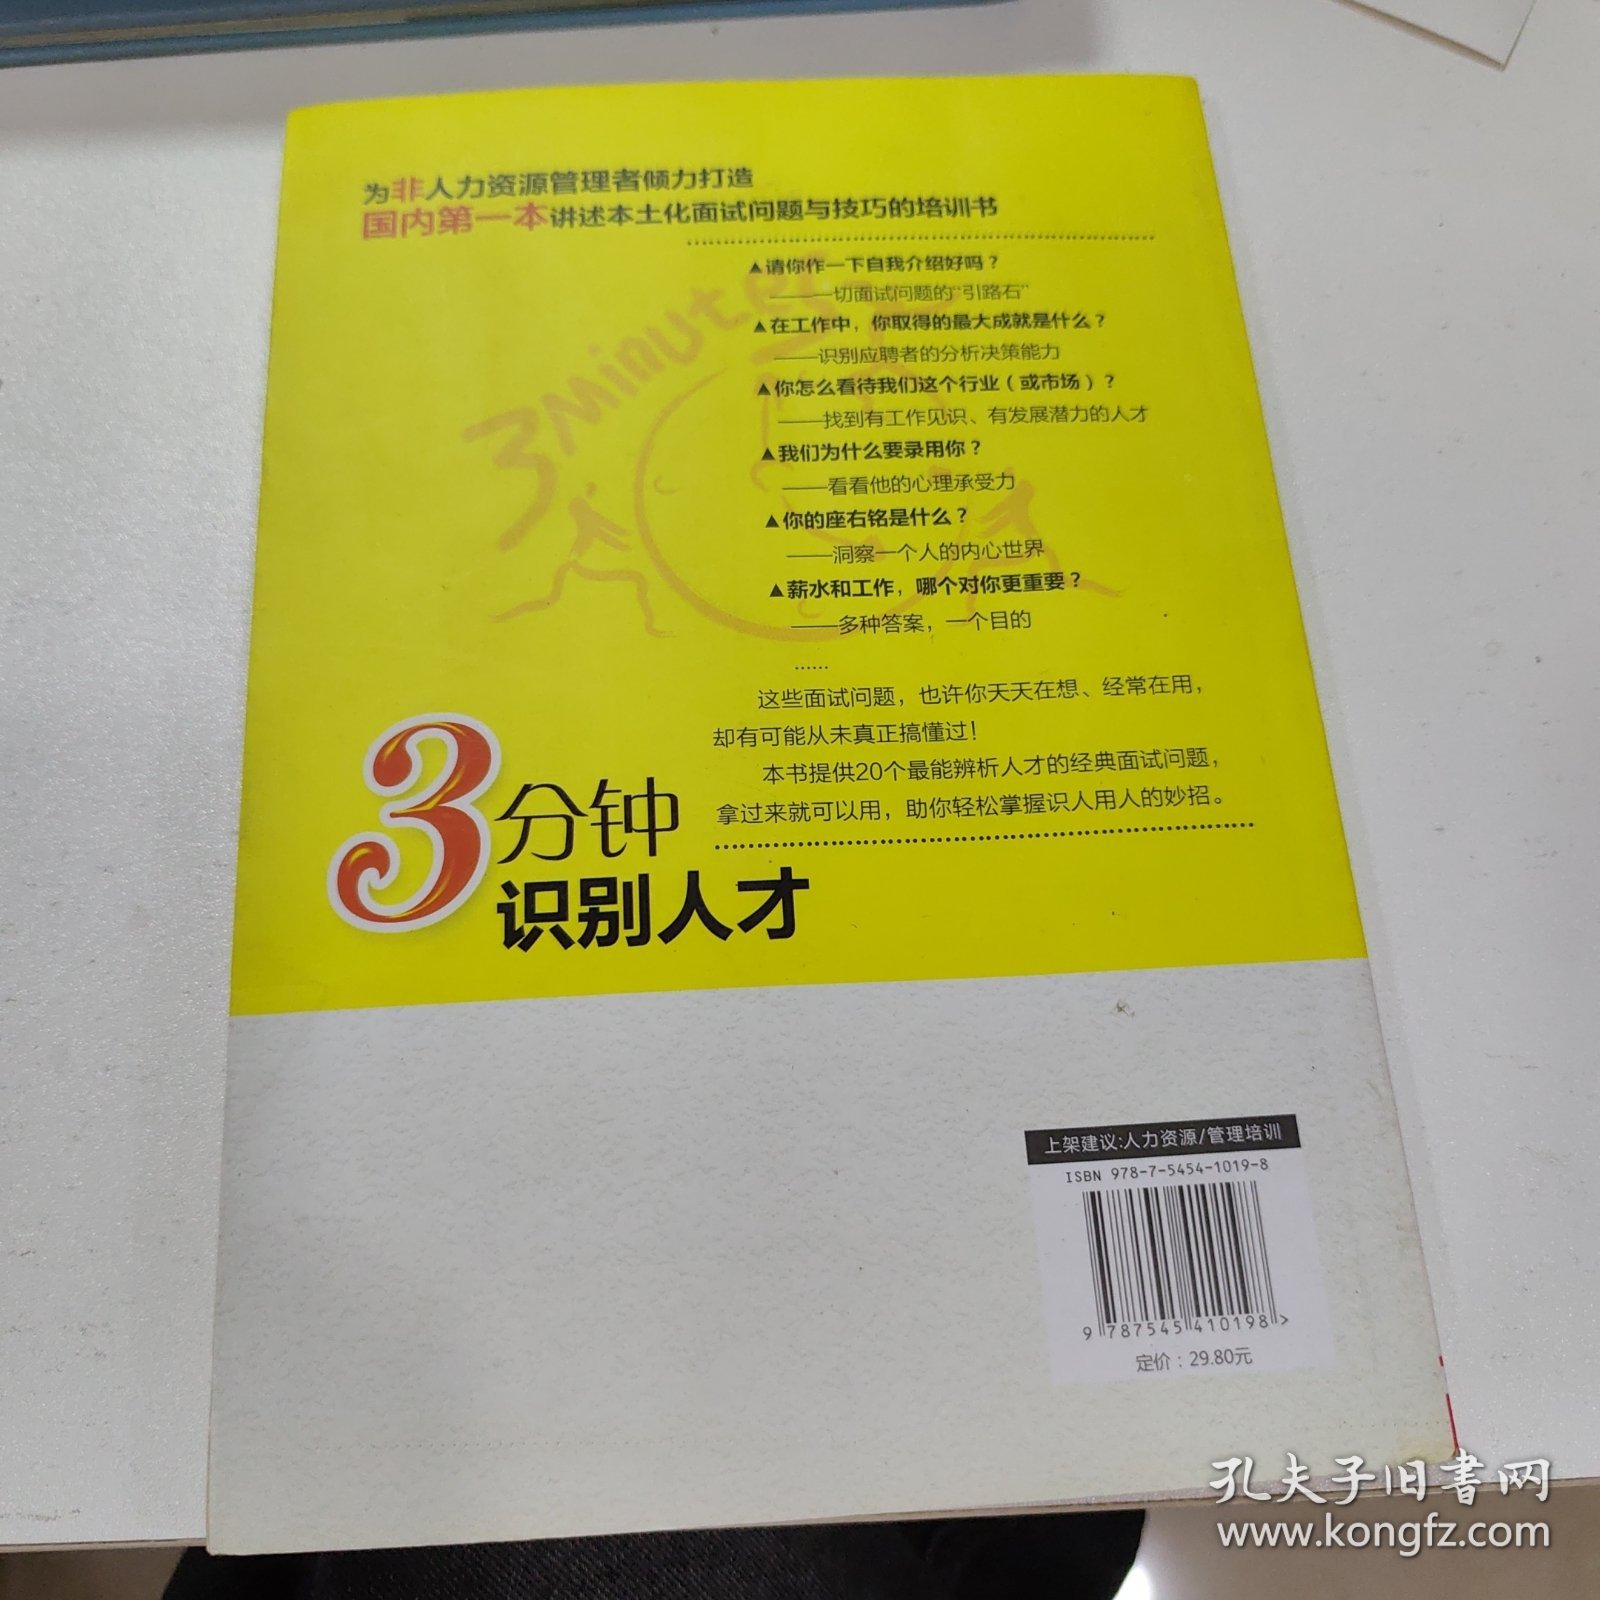 为非人力资源管理者倾力打造
国内第一本讲述本土化面试问题与技巧的培训书
▲请你作一下自我介绍好吗？
——一切面试问题的“引路石”
▲在工作中，你取得的最大成就是什么？
——识别应聘者的分析决策能力
▲你怎么看待我们这个行业（或市场）？
——找到有工作见识、有发展潜力的人才
▲我们为什么要录用你？
——看看他的心理承受力
▲你的座右铭是什么？
——洞察一个人的内心世界
▲薪水和工作，哪个对你更重要？
——多种答案，一个目的
……
3Minutes
这些面试问题，也许你天天在想、经常在用，
却有可能从未真正搞懂过！
本书提供20个最能辨析人才的经典面试问题，
拿过来就可以用，助你轻松掌握识人用人的妙招。
3分钟
识别人才
上架建议:人力资源/管理培训
ISBN 978-7-5454-1019-8
9 787545 410198 >
定价：29.80元
孔夫子旧书网
www.kongfz.com